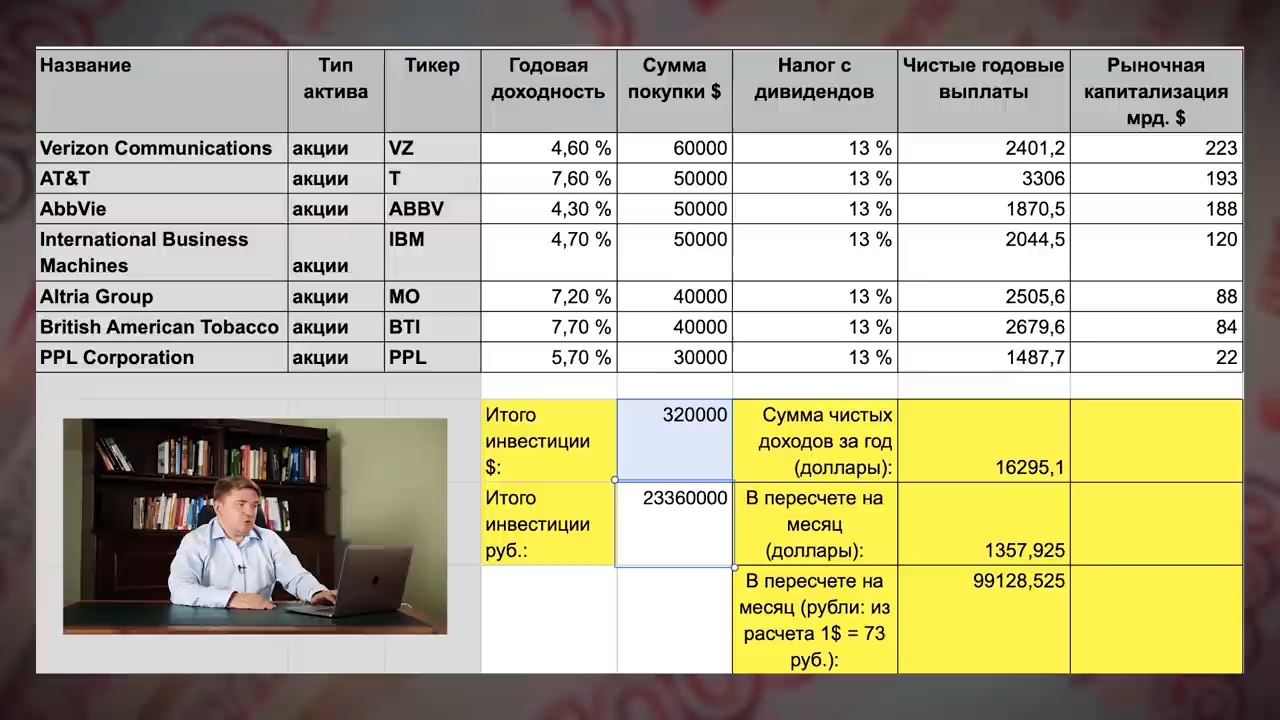 Название Тип актива Тикер Годовая доходность Сумма покупки $ Налог с дивидендов Чистые годовые выплаты Рыночная капитализация мрд. $
Verizon Communications акции VZ 4,60 % 60000 13 % 2401,2 223
AT&T акции T 7,60 % 50000 13 % 3306 193
AbbVie акции ABBV 4,30 % 50000 13 % 1870,5 188
International Business Machines акции IBM 4,70 % 50000 13 % 2044,5 120
Altria Group акции MO 7,20 % 40000 13 % 2505,6 88
British American Tobacco акции BTI 7,70 % 40000 13 % 2679,6 84
PPL Corporation акции PPL 5,70 % 30000 13 % 1487,7 22
Итого инвестиции $: 320000 Сумма чистых доходов за год (доллары): 16295,1
Итого инвестиции руб.: 23360000 В пересчете на месяц (доллары): 1357,925
В пересчете на месяц (рубли: из расчета 1$ = 73 руб.): 99128,525